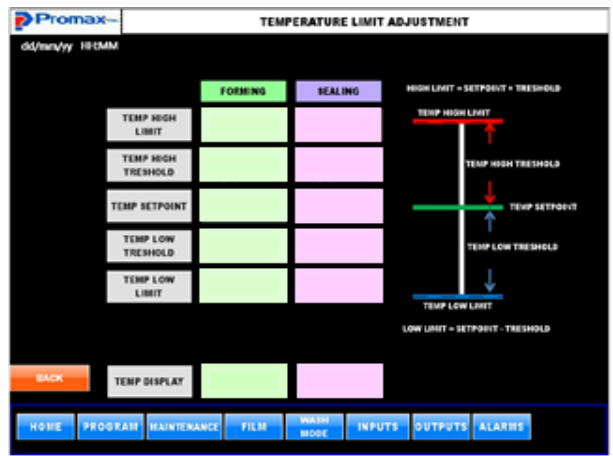 Promax
TEMPERATURE LIMIT ADJUSTMENT
dd/mm/yy HH:MM
FORMING
SEALING
HIGH LIMIT = SETPOINT + TRESHOLD
TEMP HIGH
LIMIT
TEMP HIGH LIMIT
TEMP HIGH
TRESHOLD
TEMP HIGH TRESHOLD
TEMP SETPOINT
TEMP SETPOINT
TEMP LOW
TRESHOLD
TEMP LOW TRESHOLD
TEMP LOW
LIMIT
TEMP LOW LIMIT
LOW LIMIT = SETPOINT - TRESHOLD
BACK
TEMP DISPLAY
HOME
PROGRAM
MAINTENANCE
FILM
WASH
MODE
INPUTS
OUTPUTS
ALARMS